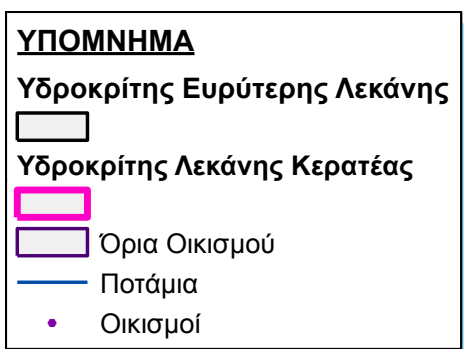 ΥΠΟΜΝΗΜΑ
Υδροκρίτης Ευρύτερης Λεκάνης
Υδροκρίτης Λεκάνης Κερατέας
Όρια Οικισμού
Ποτάμια
Οικισμοί